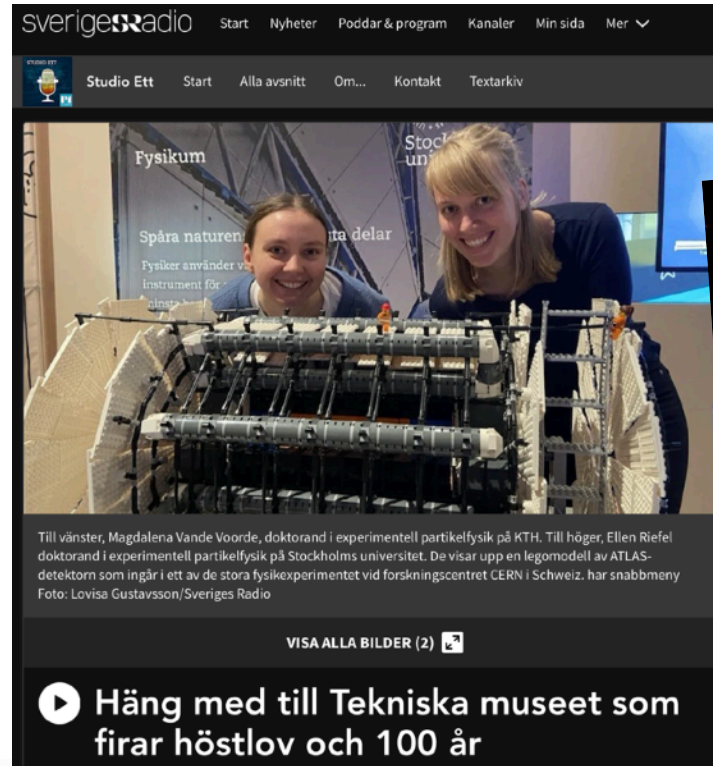 sverigesradio Start Nyheter Poddar & program Kanaler Min sida Mer
STUDIO ETT
P1
Studio Ett Start Alla avsnitt Om... Kontakt Textarkiv
Fysikum
Spåra naturen
Fysiker använder
instrument för
delar
Till vänster, Magdalena Vande Voorde, doktorand i experimentell partikelfysik på KTH. Till höger, Ellen Riefel
doktorand i experimentell partikelfysik på Stockholms universitet. De visar upp en legomodell av ATLAS-
detektorn som ingår i ett av de stora fysikexperimentet vid forskningscentret CERN i Schweiz. har snabbmeny
Foto: Lovisa Gustavsson/Sveriges Radio
VISA ALLA BILDER (2)
Häng med till Tekniska museet som
firar höstlov och 100 år